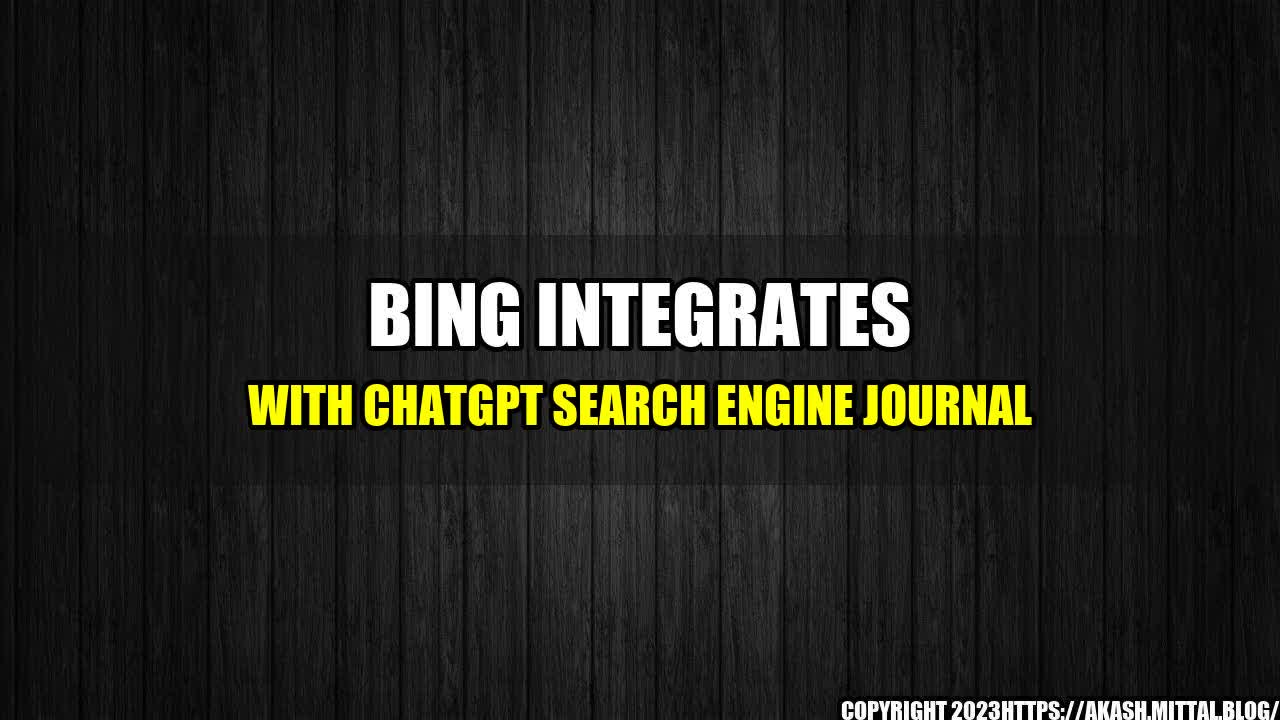 BING INTEGRATES
WITH CHATGPT SEARCH ENGINE JOURNAL
COPYRIGHT 2023HTTPS://AKASH.MITTAL.BLOG/